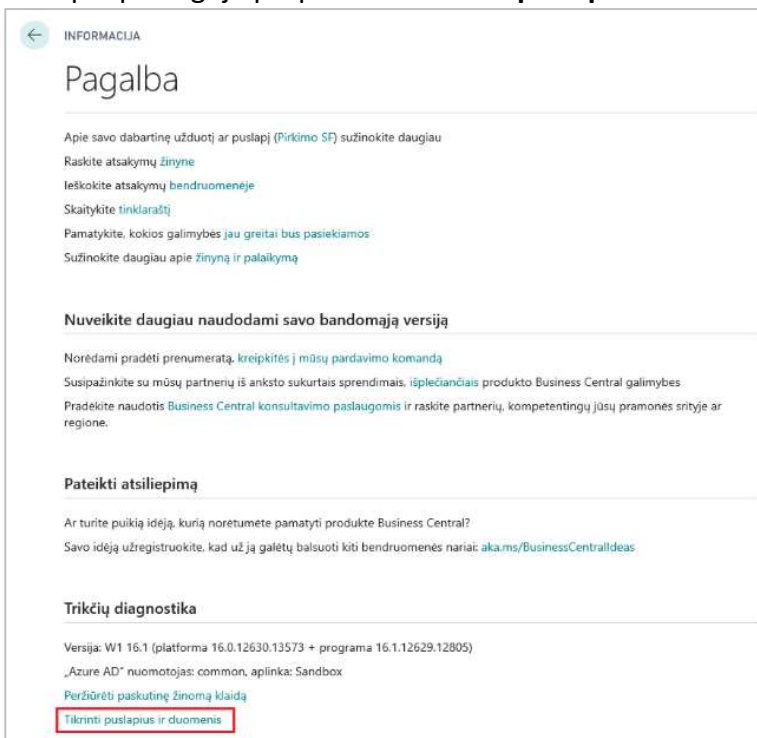 INFORMACIJA
Pagalba
Apie savo dabartinę užduotį ar puslapį (Pirkimo SF) sužinokite daugiau
Raskite atsakymų žinyne
Ieškokite atsakymų bendruomenėje
Skaitykite tinklaraštį
Pamatykite, kokios galimybės jau greitai bus pasiekiamos
Sužinokite daugiau apie žinyną ir palaikymą
Nuveikite daugiau naudodami savo bandomąją versiją
Norėdami pradėti prenumeratą, kreipkitės į mūsų pardavimo komandą
Susipažinkite su mūsų partnerių iš anksto sukurtais sprendimais, išplečiančiais produkto Business Central galimybes
Pradėkite naudotis Business Central konsultavimo paslaugomis ir raskite partnerių, kompetentingų jūsų pramonės srityje ar
regione.
Pateikti atsiliepimą
Ar turite puikią idėją, kurią norėtumėte pamatyti produkte Business Central?
Savo idėją užregistruokite, kad už ją galėtų balsuoti kiti bendruomenės nariai: aka.ms/BusinessCentralIdeas
Trikčių diagnostika
Versija: W1 16.1 (platforma 16.0.12630.13573 + programa 16.1.12629.12805)
„Azure AD" nuomotojas: common, aplinka: Sandbox
Peržiūrėti paskutinę žinomą klaidą
Tikrinti puslapius ir duomenis